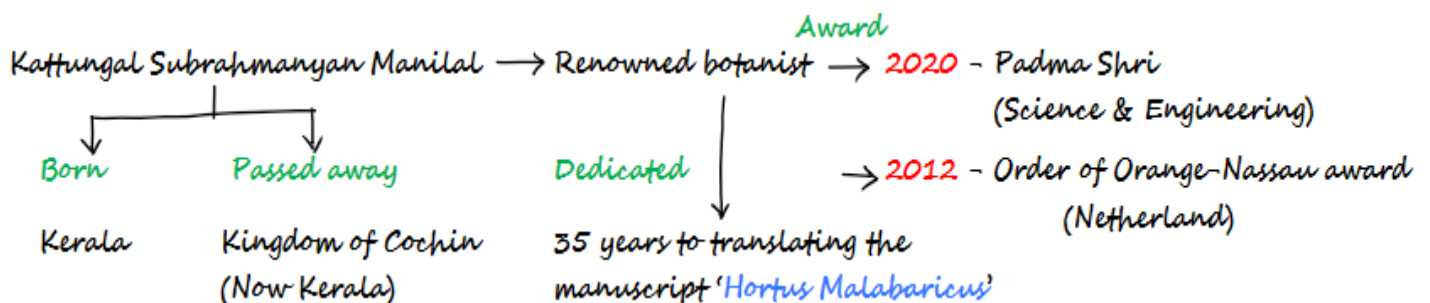 Award
Kattungal Subrahmanyan Manilal → Renowned botanist → 2020 - Padma Shri
(Science & Engineering)
Born Passed away Dedicated → 2012 - Order of Orange-Nassau award
(Netherland)
Kerala Kingdom of Cochin 35 years to translating the
(Now Kerala) manuscript 'Hortus Malabaricus'